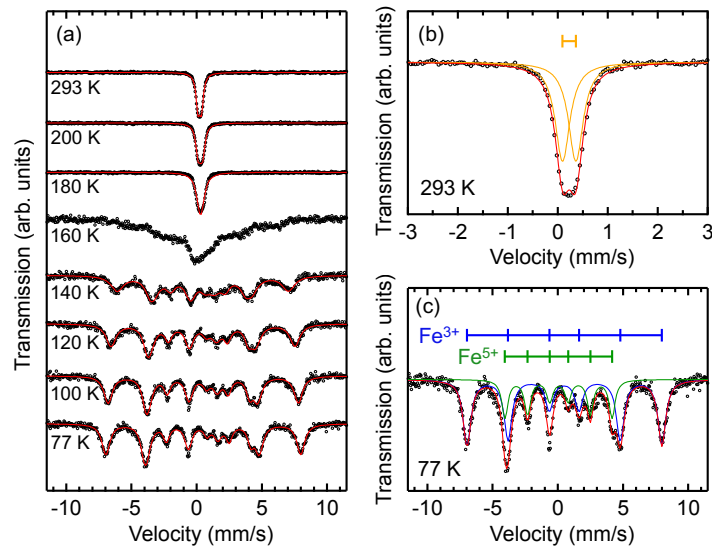 (a)
293 K
200 K
180 K
160 K
140 K
120 K
100 K
77 K
Transmission (arb. units)
-10 -5 0 5 10
Velocity (mm/s)
(b)
293 K
Transmission (arb. units)
-3 -2 -1 0 1 2 3
Velocity (mm/s)
(c)
Fe3+
Fe5+
77 K
Transmission (arb. units)
-10 -5 0 5 10
Velocity (mm/s)